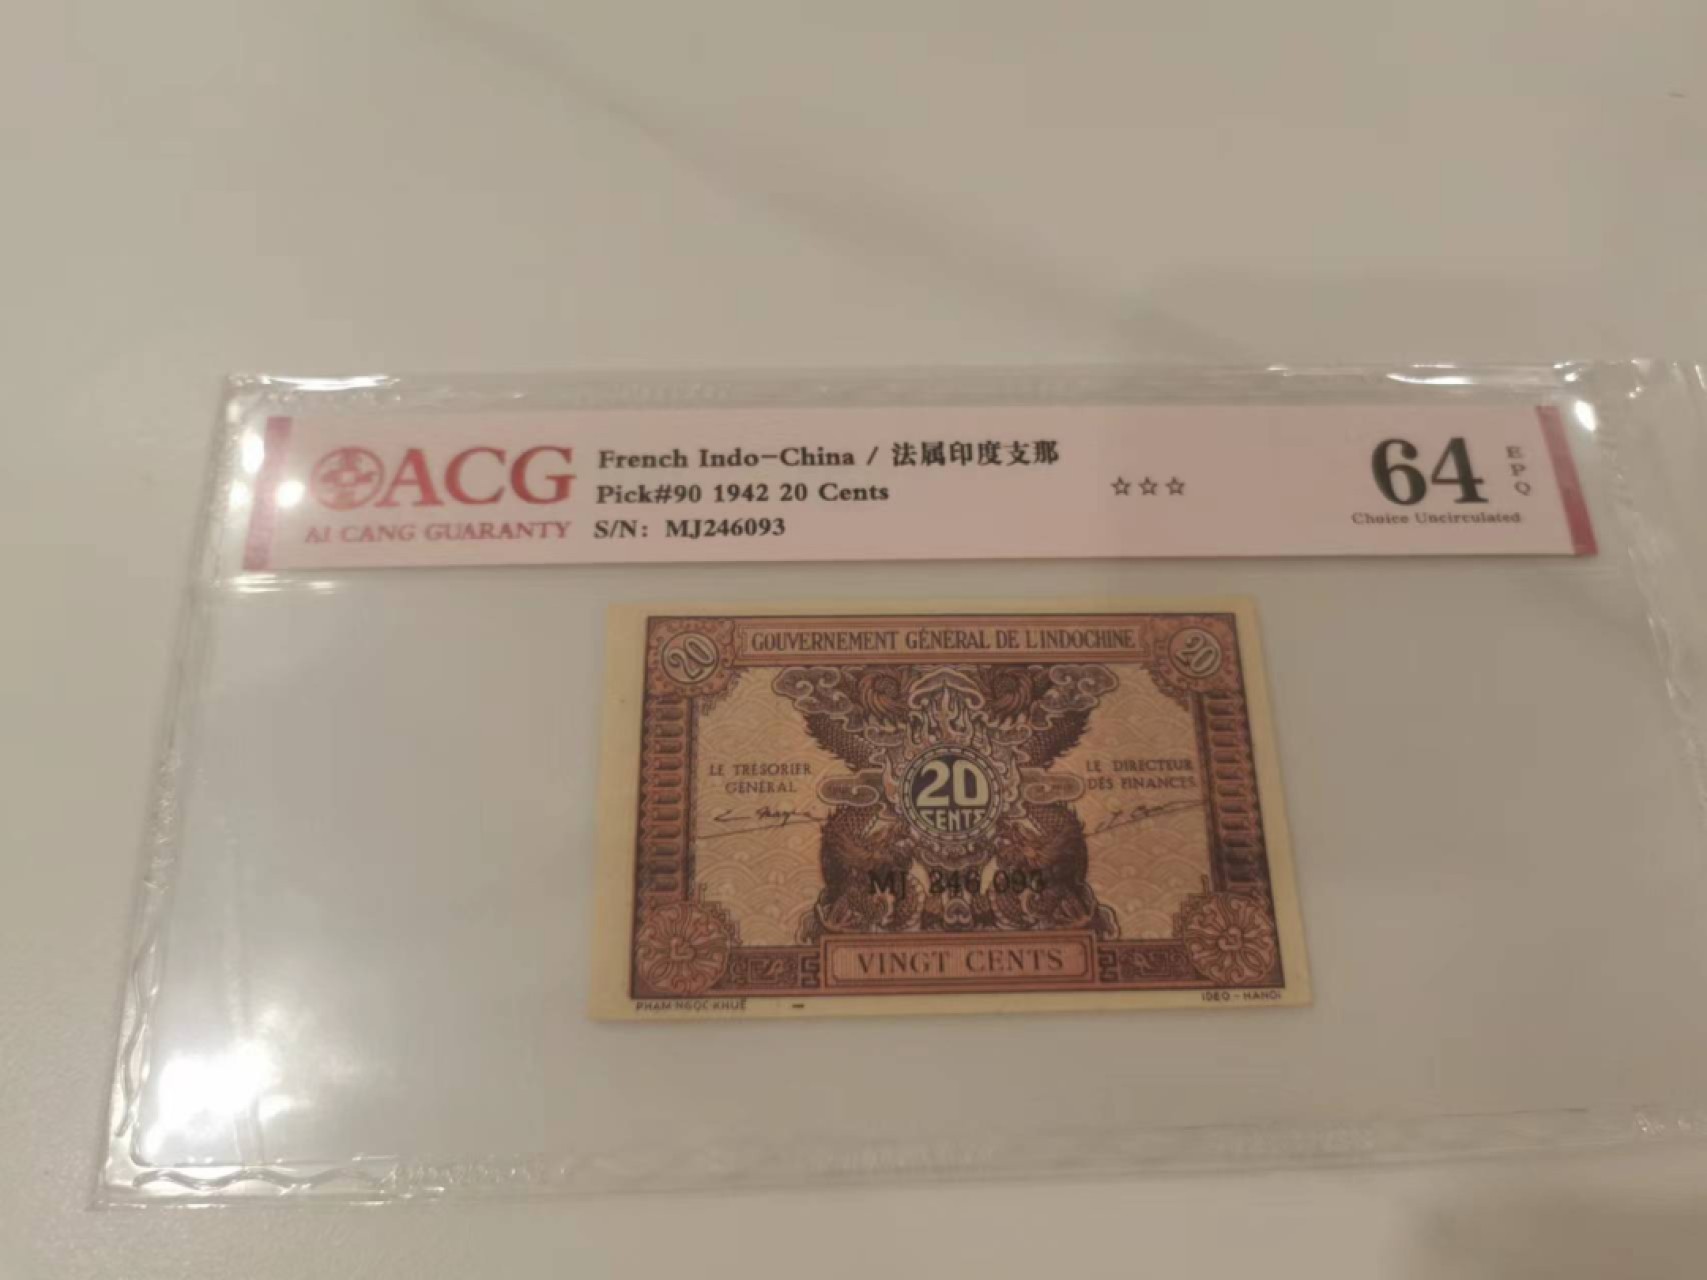 ACG
AI CANG GUARANTY
French Indo-China / 法属印度支那
Pick#90 1942 20 Cents
S/N: MJ246093
☆☆☆
64
EPQ
Choice Uncirculated
20
GOUVERNEMENT GÉNÉRAL DE L'INDOCHINE
20
LE TRÉSORIER
GÉNÉRAL
20
CENTS
LE DIRECTEUR
DES FINANCES
MJ 246,093
VINGT CENTS
PHAM NGOC KHUÊ
IDEO - HANOI